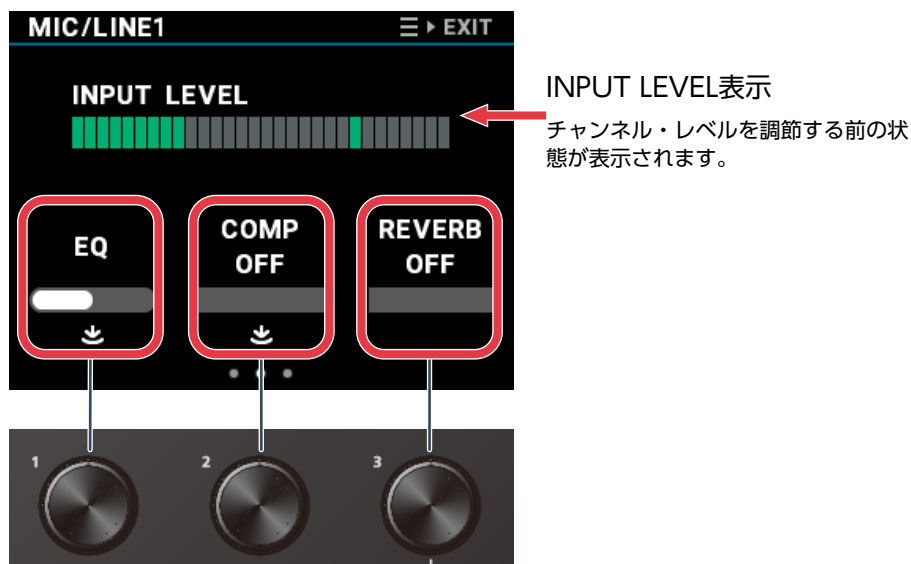 MIC/LINE1
EXIT
INPUT LEVEL
INPUT LEVEL表示
チャンネル・レベルを調節する前の状
態が表示されます。
EQ
COMP
OFF
REVERB
OFF
1
2
3